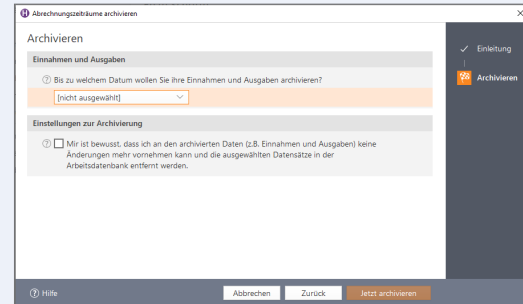 Abrechnungszeiträume archivieren
Archivieren
Einnahmen und Ausgaben
Bis zu welchem Datum wollen Sie ihre Einnahmen und Ausgaben archivieren?
[nicht ausgewählt]
Einstellungen zur Archivierung
Mir ist bewusst, dass ich an den archivierten Daten (z.B. Einnahmen und Ausgaben) keine
Änderungen mehr vornehmen kann und die ausgewählten Datensätze in der
Arbeitsdatenbank entfernt werden.
Einleitung
Archivieren
Hilfe
Abbrechen
Zurück
Jetzt archivieren